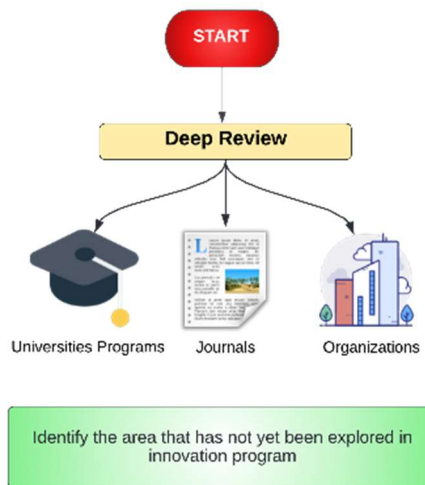 START
Deep Review
Universities Programs
Journals
Organizations
Identify the area that has not yet been explored in
innovation program